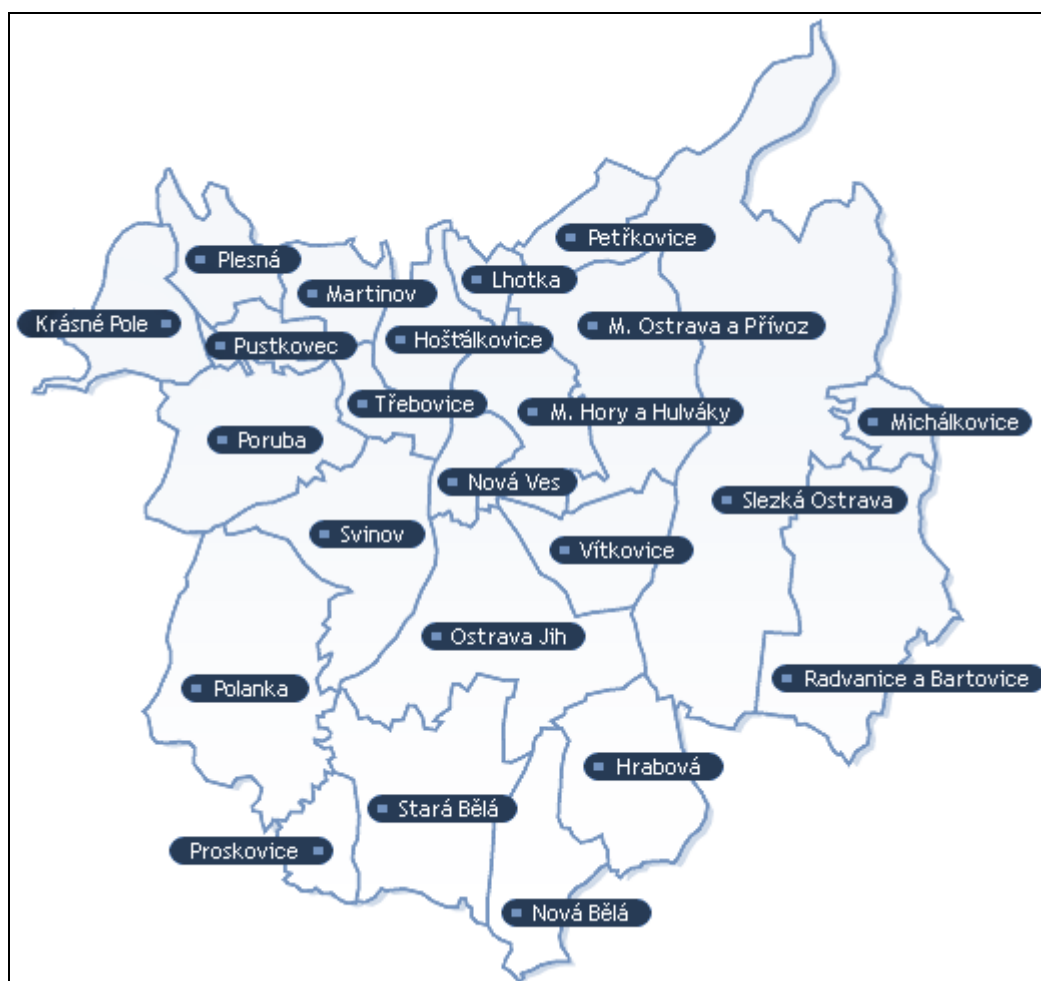 Petřkovice
Plesná
Lhotka
Martinov
Krásné Pole
M. Ostrava a Přívoz
Hošťálkovice
Pustkovec
Třebovice
M. Hory a Hulváky
Michálkovice
Poruba
Nová Ves
Slezká Ostrava
Svinov
Vítkovice
Ostrava Jih
Radvanice a Bartovice
Polanka
Hrabová
Stará Bělá
Proskovice
Nová Bělá